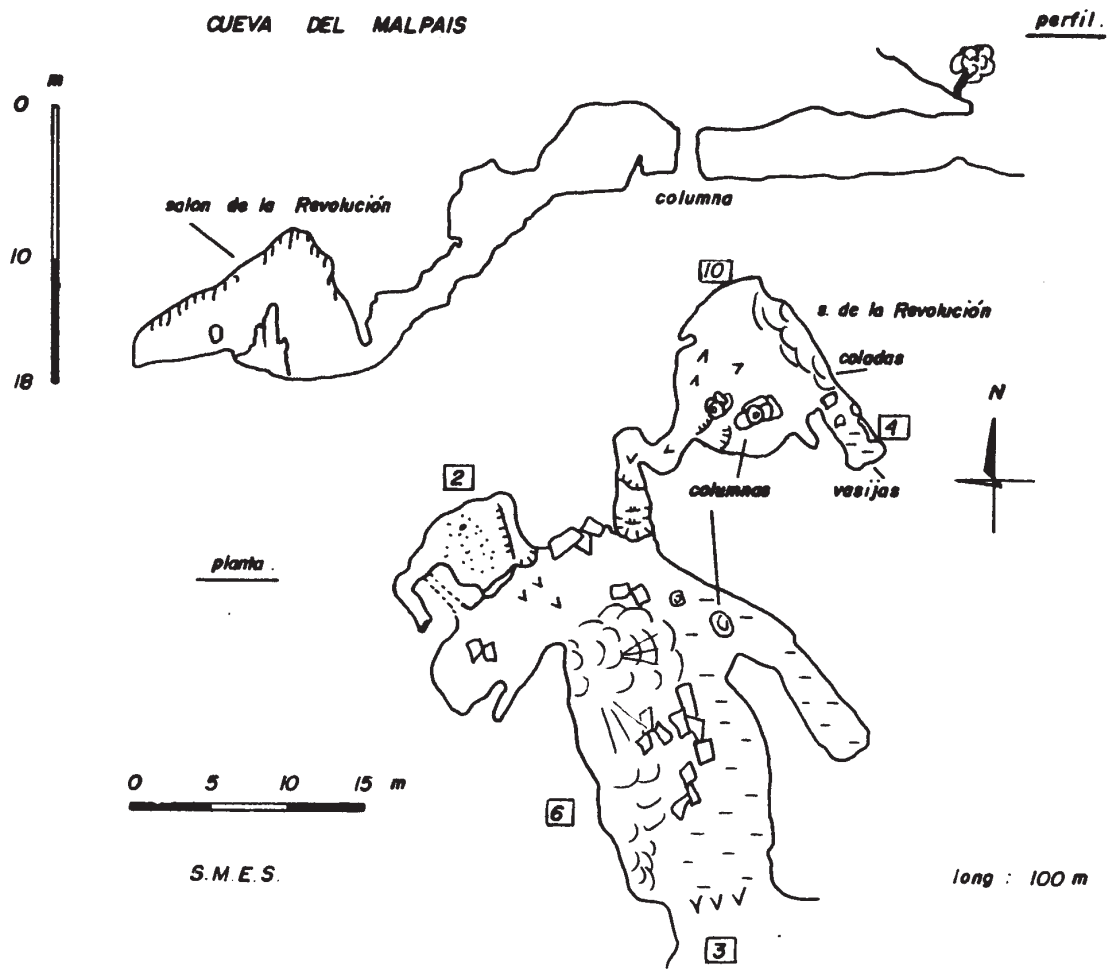 CUEVA DEL MALPAIS
perfil.
m
0
10
18
salon de la Revolución
columna
10
s. de la Revolución
coladas
N
4
2
columnas
vasijas
planta.
0 5 10 15 m
6
S.M.E.S.
long: 100 m
3